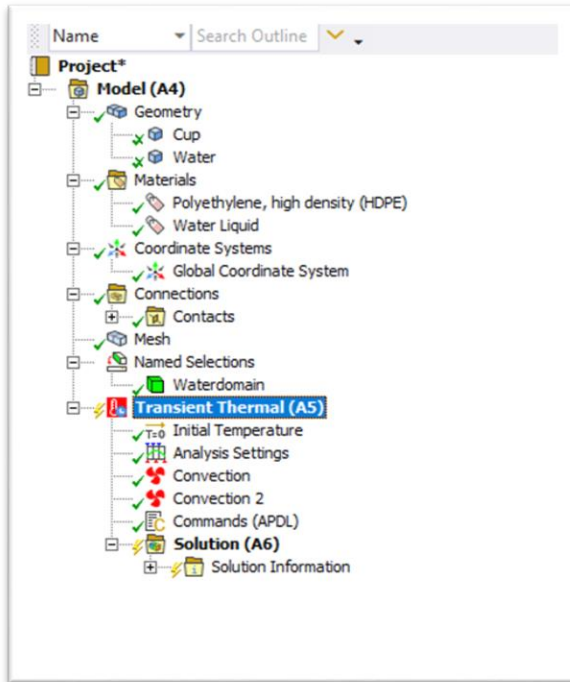 Name Search Outline
Project*
Model (A4)
Geometry
Cup
Water
Materials
Polyethylene, high density (HDPE)
Water Liquid
Coordinate Systems
Global Coordinate System
Connections
Contacts
Mesh
Named Selections
Waterdomain
Transient Thermal (A5)
T=0 Initial Temperature
Analysis Settings
Convection
Convection 2
Commands (APDL)
Solution (A6)
Solution Information